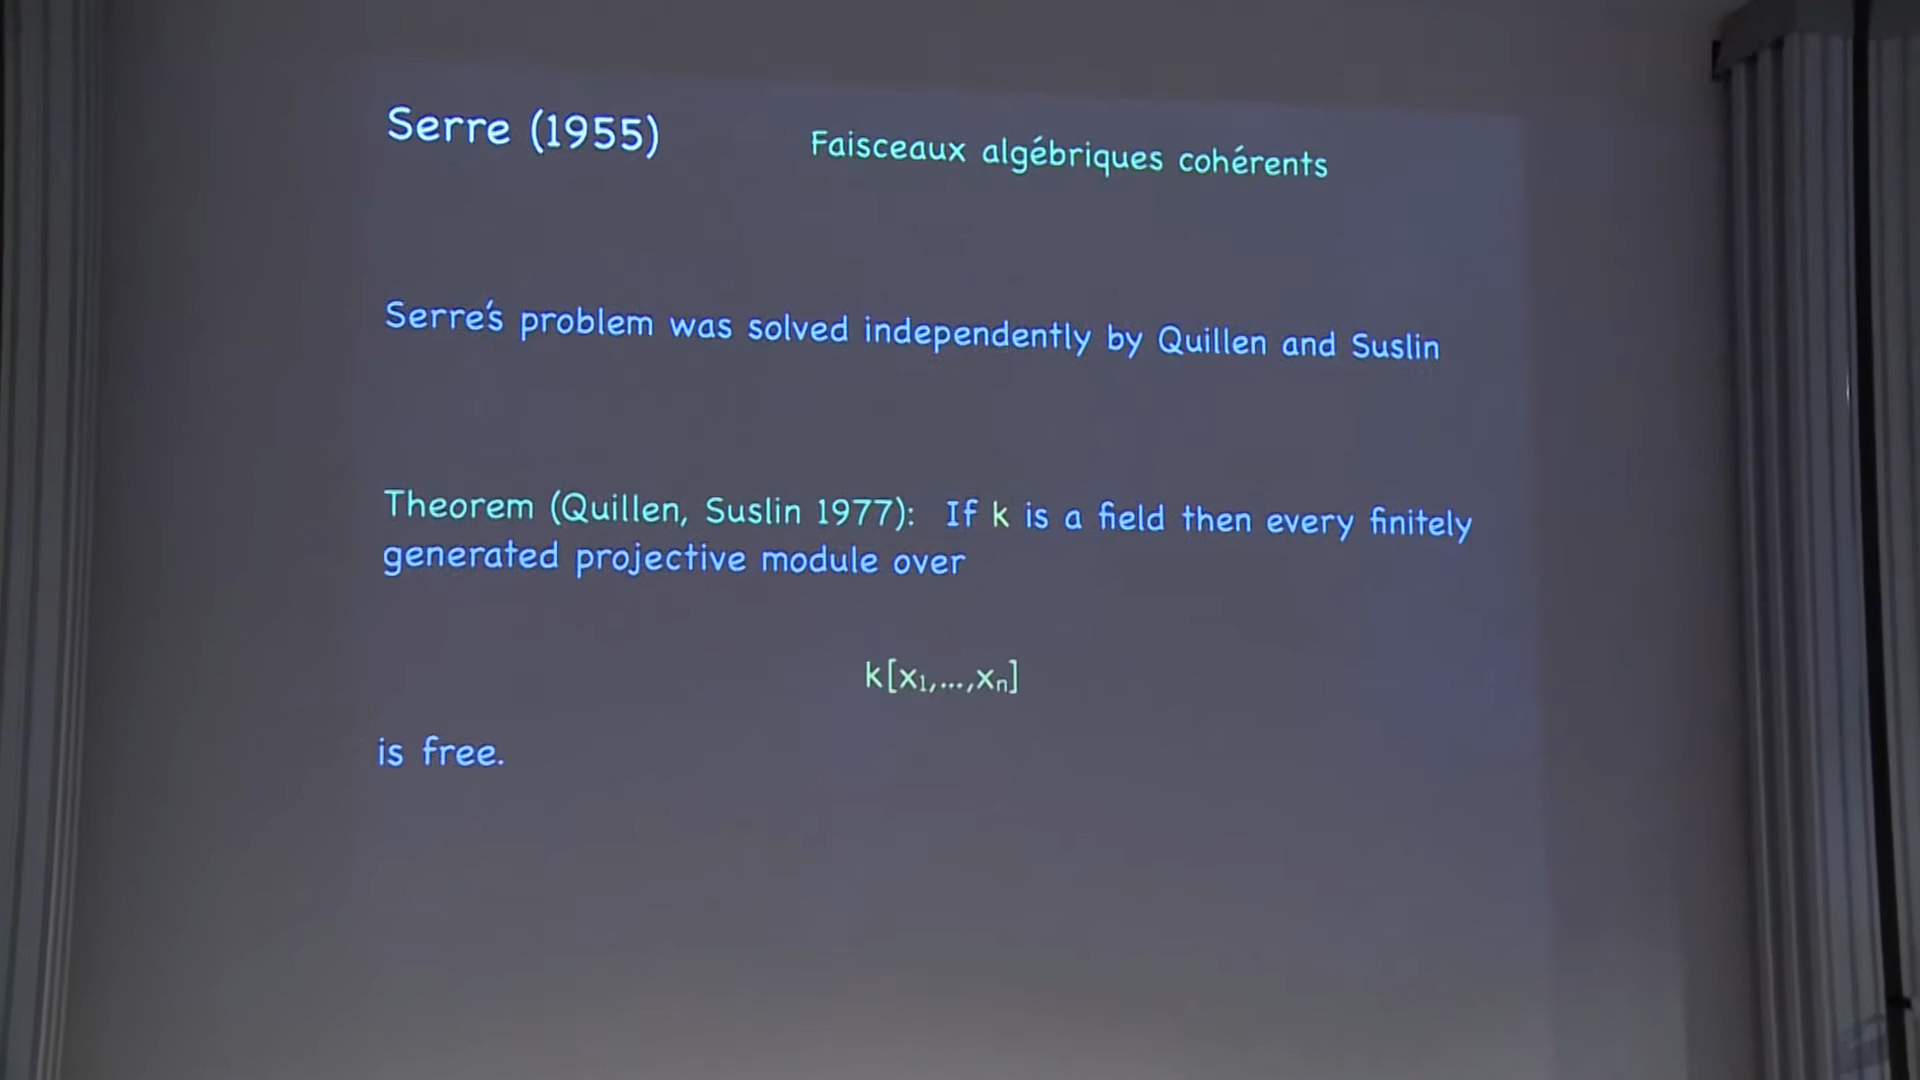 Serre (1955)
Faisceaux algébriques cohérents
Serre's problem was solved independently by Quillen and Suslin
Theorem (Quillen, Suslin 1977): If k is a field then every finitely
generated projective module over
k[x₁,...,xₙ]
is free.